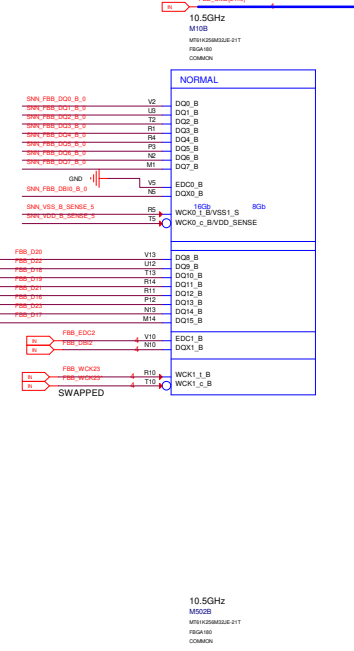 IN 4
10.5GHz
M10B
MT61K256M32JE-21T
FBGA180
COMMON
NORMAL
SNN_FBB_DQ0_B_0 V2 DQ0_B
SNN_FBB_DQ1_B_0 U3 DQ1_B
SNN_FBB_DQ2_B_0 T2 DQ2_B
SNN_FBB_DQ3_B_0 R1 DQ3_B
SNN_FBB_DQ4_B_0 R4 DQ4_B
SNN_FBB_DQ5_B_0 P3 DQ5_B
SNN_FBB_DQ6_B_0 N2 DQ6_B
SNN_FBB_DQ7_B_0 M1 DQ7_B
GND V5 EDC0_B
SNN_FBB_DBI0_B_0 N5 DQX0_B
16Gb 8Gb
SNN_VSS_B_SENSE_5 R5 WCK0_t_B/VSS1_S
SNN_VDD_B_SENSE_5 T5 WCK0_c_B/VDD_SENSE
FBB_D20 V13 DQ8_B
FBB_D22 U12 DQ9_B
FBB_D18 T13 DQ10_B
FBB_D19 R14 DQ11_B
FBB_D21 R11 DQ12_B
FBB_D16 P12 DQ13_B
FBB_D23 N13 DQ14_B
FBB_D17 M14 DQ15_B
IN FBB_EDC2 4 V10 EDC1_B
IN FBB_DBI2 4 N10 DQX1_B
IN FBB_WCK23 4 R10 WCK1_t_B
IN FBB_WCK23* 4 T10 WCK1_c_B
SWAPPED
10.5GHz
M502B
MT61K256M32JE-21T
FBGA180
COMMON